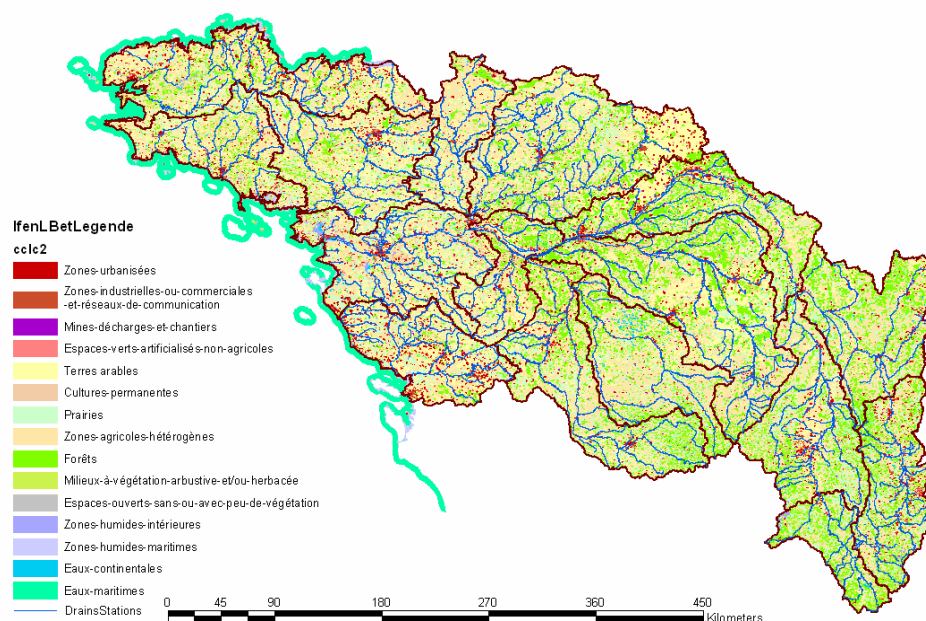 IfenLBetLegende
cclc2
Zones-urbanisées
Zones-industrielles-ou-commerciales
-et-réseaux-de-communication
Mines-décharges-et-chantiers
Espaces-verts-artificialisés-non-agricoles
Terres arables
Cultures-permanentes
Prairies
Zones-agricoles-hétérogènes
Forêts
Milieux-à-végétation-arbustive-et/ou-herbacée
Espaces-ouverts-sans-ou-avec-peu-de-végétation
Zones-humides-intérieures
Zones-humides-maritimes
Eaux-continentales
Eaux-maritimes
DrainsStations
0 45 90 180 270 360 450
Kilometers